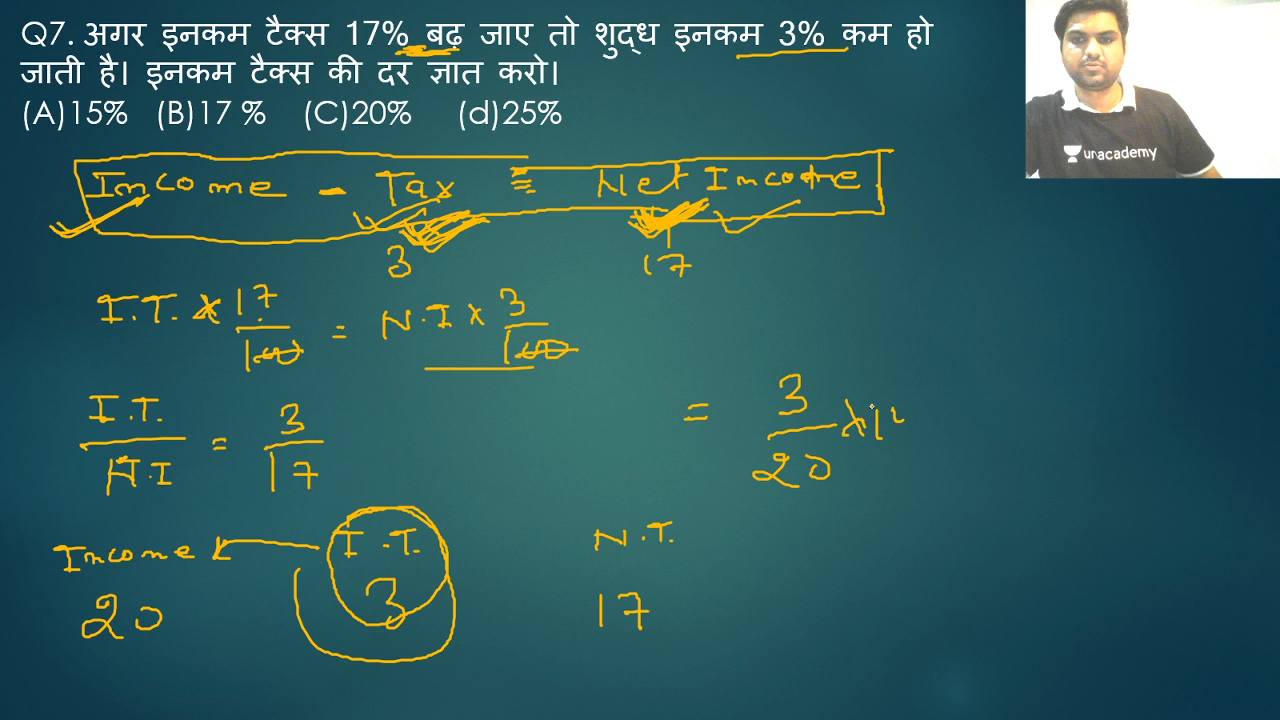 Q7. अगर इनकम टैक्स 17% बढ़ जाए तो शुद्ध इनकम 3% कम हो
जाती है। इनकम टैक्स की दर ज्ञात करो।
(A)15% (B)17 % (C)20% (d)25%
unacademy
Income - Tax = Net Income
3 17
I.T. x 17/100 = N.I x 3/100
I.T./N.I = 3/17
= 3/20 x
Income I.T. N.T.
20 3 17